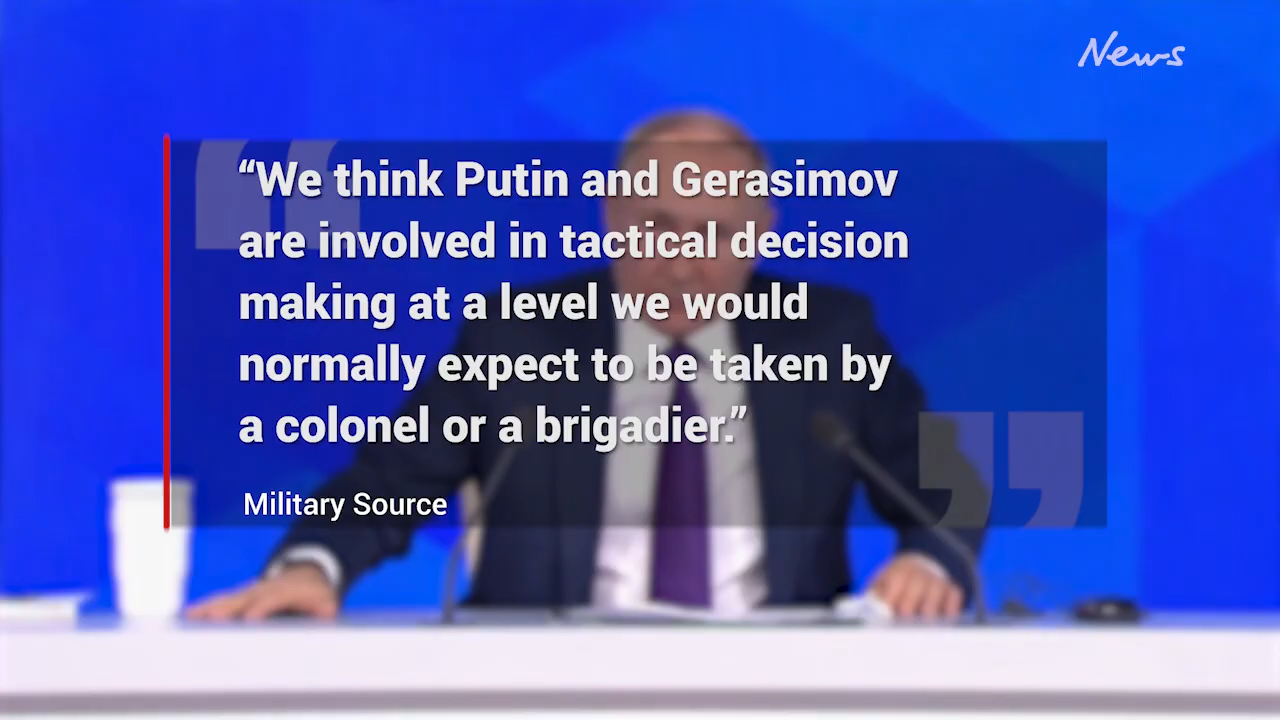 News
“We think Putin and Gerasimov
are involved in tactical decision
making at a level we would
normally expect to be taken by
a colonel or a brigadier.”
Military Source